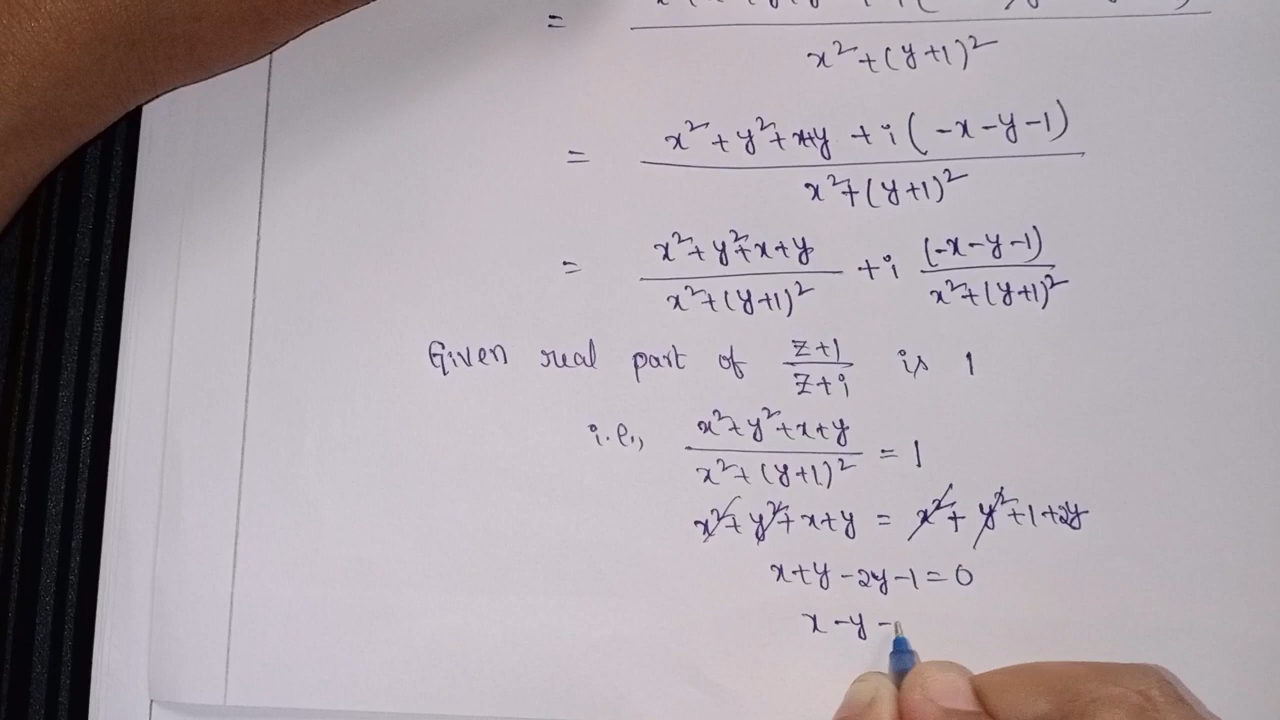 =
x²+(y+1)²
= x²+y²+x+y +i(-x-y-1)
x²+(y+1)²
= x²+y²+x+y +i (-x-y-1)
x²+(y+1)² x²+(y+1)²
Given real part of z+1 is 1
z+i
i.e., x²+y²+x+y = 1
x²+(y+1)²
x²+y²+x+y = x²+y²+1+2y
x+y-2y-1=0
x-y-